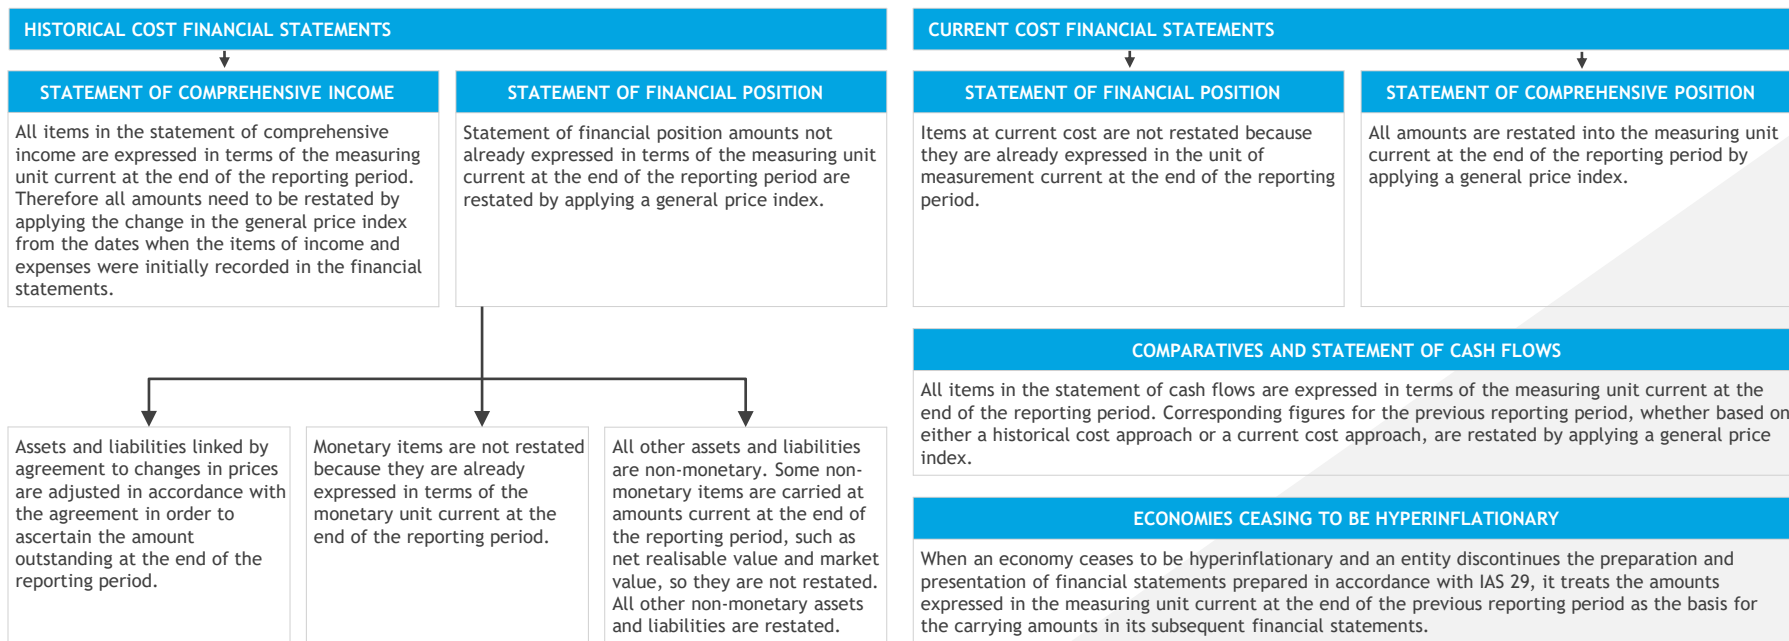 HISTORICAL COST FINANCIAL STATEMENTS
STATEMENT OF COMPREHENSIVE INCOME
All items in the statement of comprehensive
income are expressed in terms of the measuring
unit current at the end of the reporting period.
Therefore all amounts need to be restated by
applying the change in the general price index
from the dates when the items of income and
expenses were initially recorded in the financial
statements.
STATEMENT OF FINANCIAL POSITION
Statement of financial position amounts not
already expressed in terms of the measuring unit
current at the end of the reporting period are
restated by applying a general price index.
Assets and liabilities linked by
agreement to changes in prices
are adjusted in accordance with
the agreement in order to
ascertain the amount
outstanding at the end of the
reporting period.
Monetary items are not restated
because they are already
expressed in terms of the
monetary unit current at the
end of the reporting period.
All other assets and liabilities
are non-monetary. Some non-
monetary items are carried at
amounts current at the end of
the reporting period, such as
net realisable value and market
value, so they are not restated.
All other non-monetary assets
and liabilities are restated.
CURRENT COST FINANCIAL STATEMENTS
STATEMENT OF FINANCIAL POSITION
Items at current cost are not restated because
they are already expressed in the unit of
measurement current at the end of the reporting
period.
STATEMENT OF COMPREHENSIVE POSITION
All amounts are restated into the measuring unit
current at the end of the reporting period by
applying a general price index.
COMPARATIVES AND STATEMENT OF CASH FLOWS
All items in the statement of cash flows are expressed in terms of the measuring unit current at the
end of the reporting period. Corresponding figures for the previous reporting period, whether based on
either a historical cost approach or a current cost approach, are restated by applying a general price
index.
ECONOMIES CEASING TO BE HYPERINFLATIONARY
When an economy ceases to be hyperinflationary and an entity discontinues the preparation and
presentation of financial statements prepared in accordance with IAS 29, it treats the amounts
expressed in the measuring unit current at the end of the previous reporting period as the basis for
the carrying amounts in its subsequent financial statements.